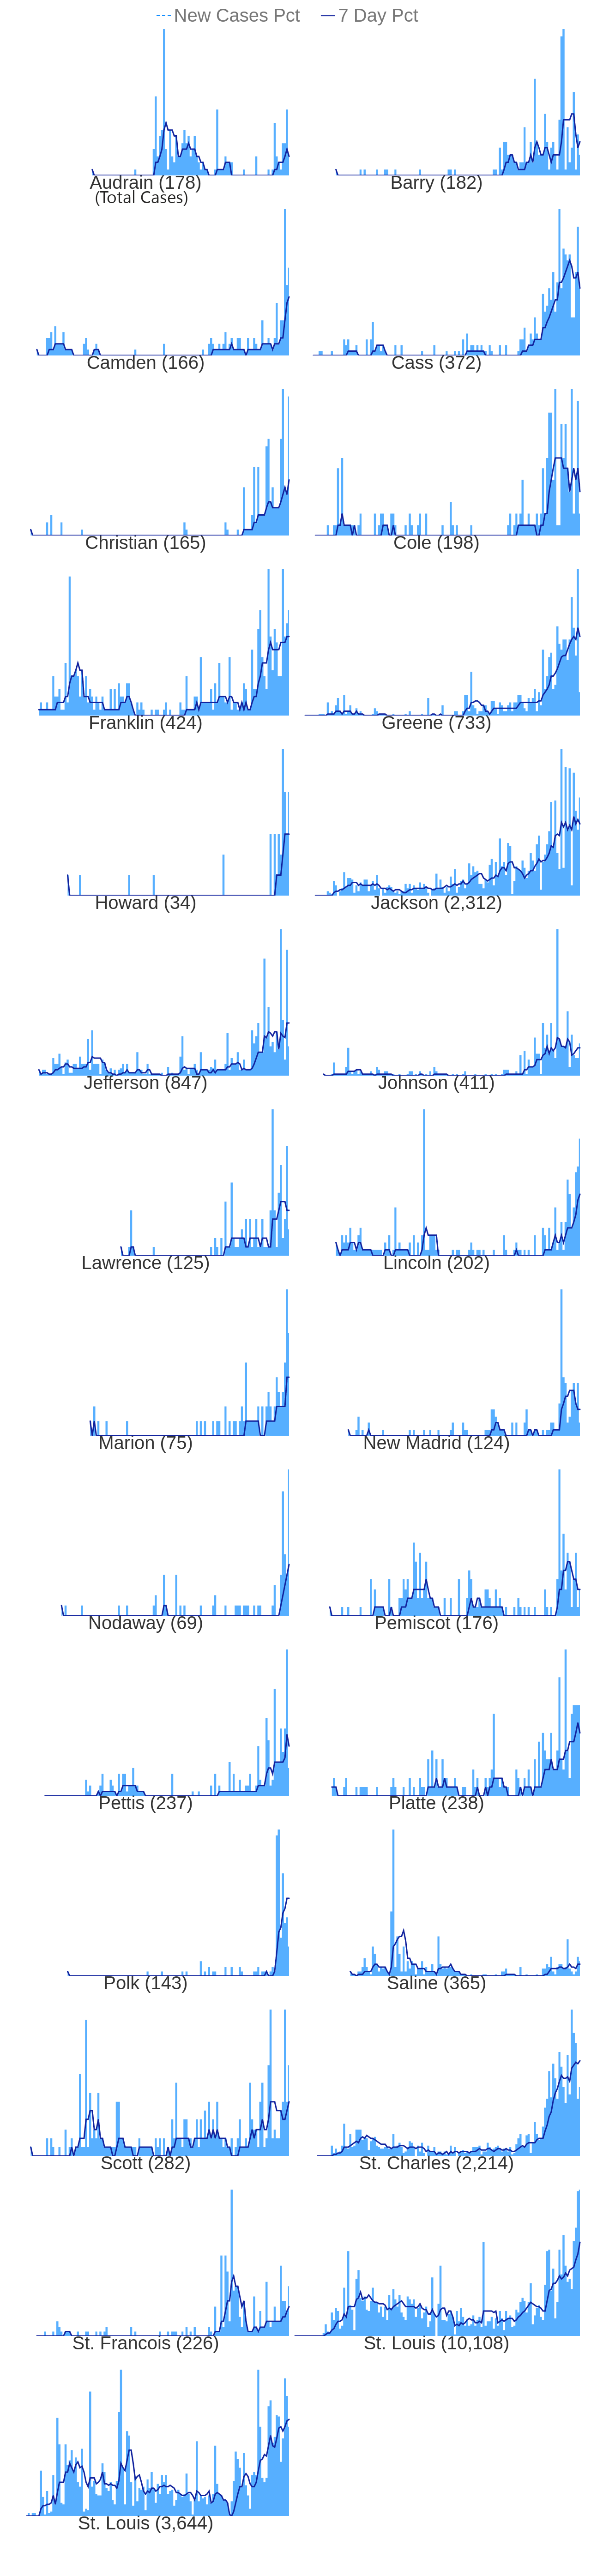 New Cases Pct 7 Day Pct
Audrain (178) Barry (182)
(Total Cases)
Camden (166) Cass (372)
Christian (165) Cole (198)
Franklin (424) Greene (733)
Howard (34) Jackson (2,312)
Jefferson (847) Johnson (411)
Lawrence (125) Lincoln (202)
Marion (75) New Madrid (124)
Nodaway (69) Pemiscot (176)
Pettis (237) Platte (238)
Polk (143) Saline (365)
Scott (282) St. Charles (2,214)
St. Francois (226) St. Louis (10,108)
St. Louis (3,644)